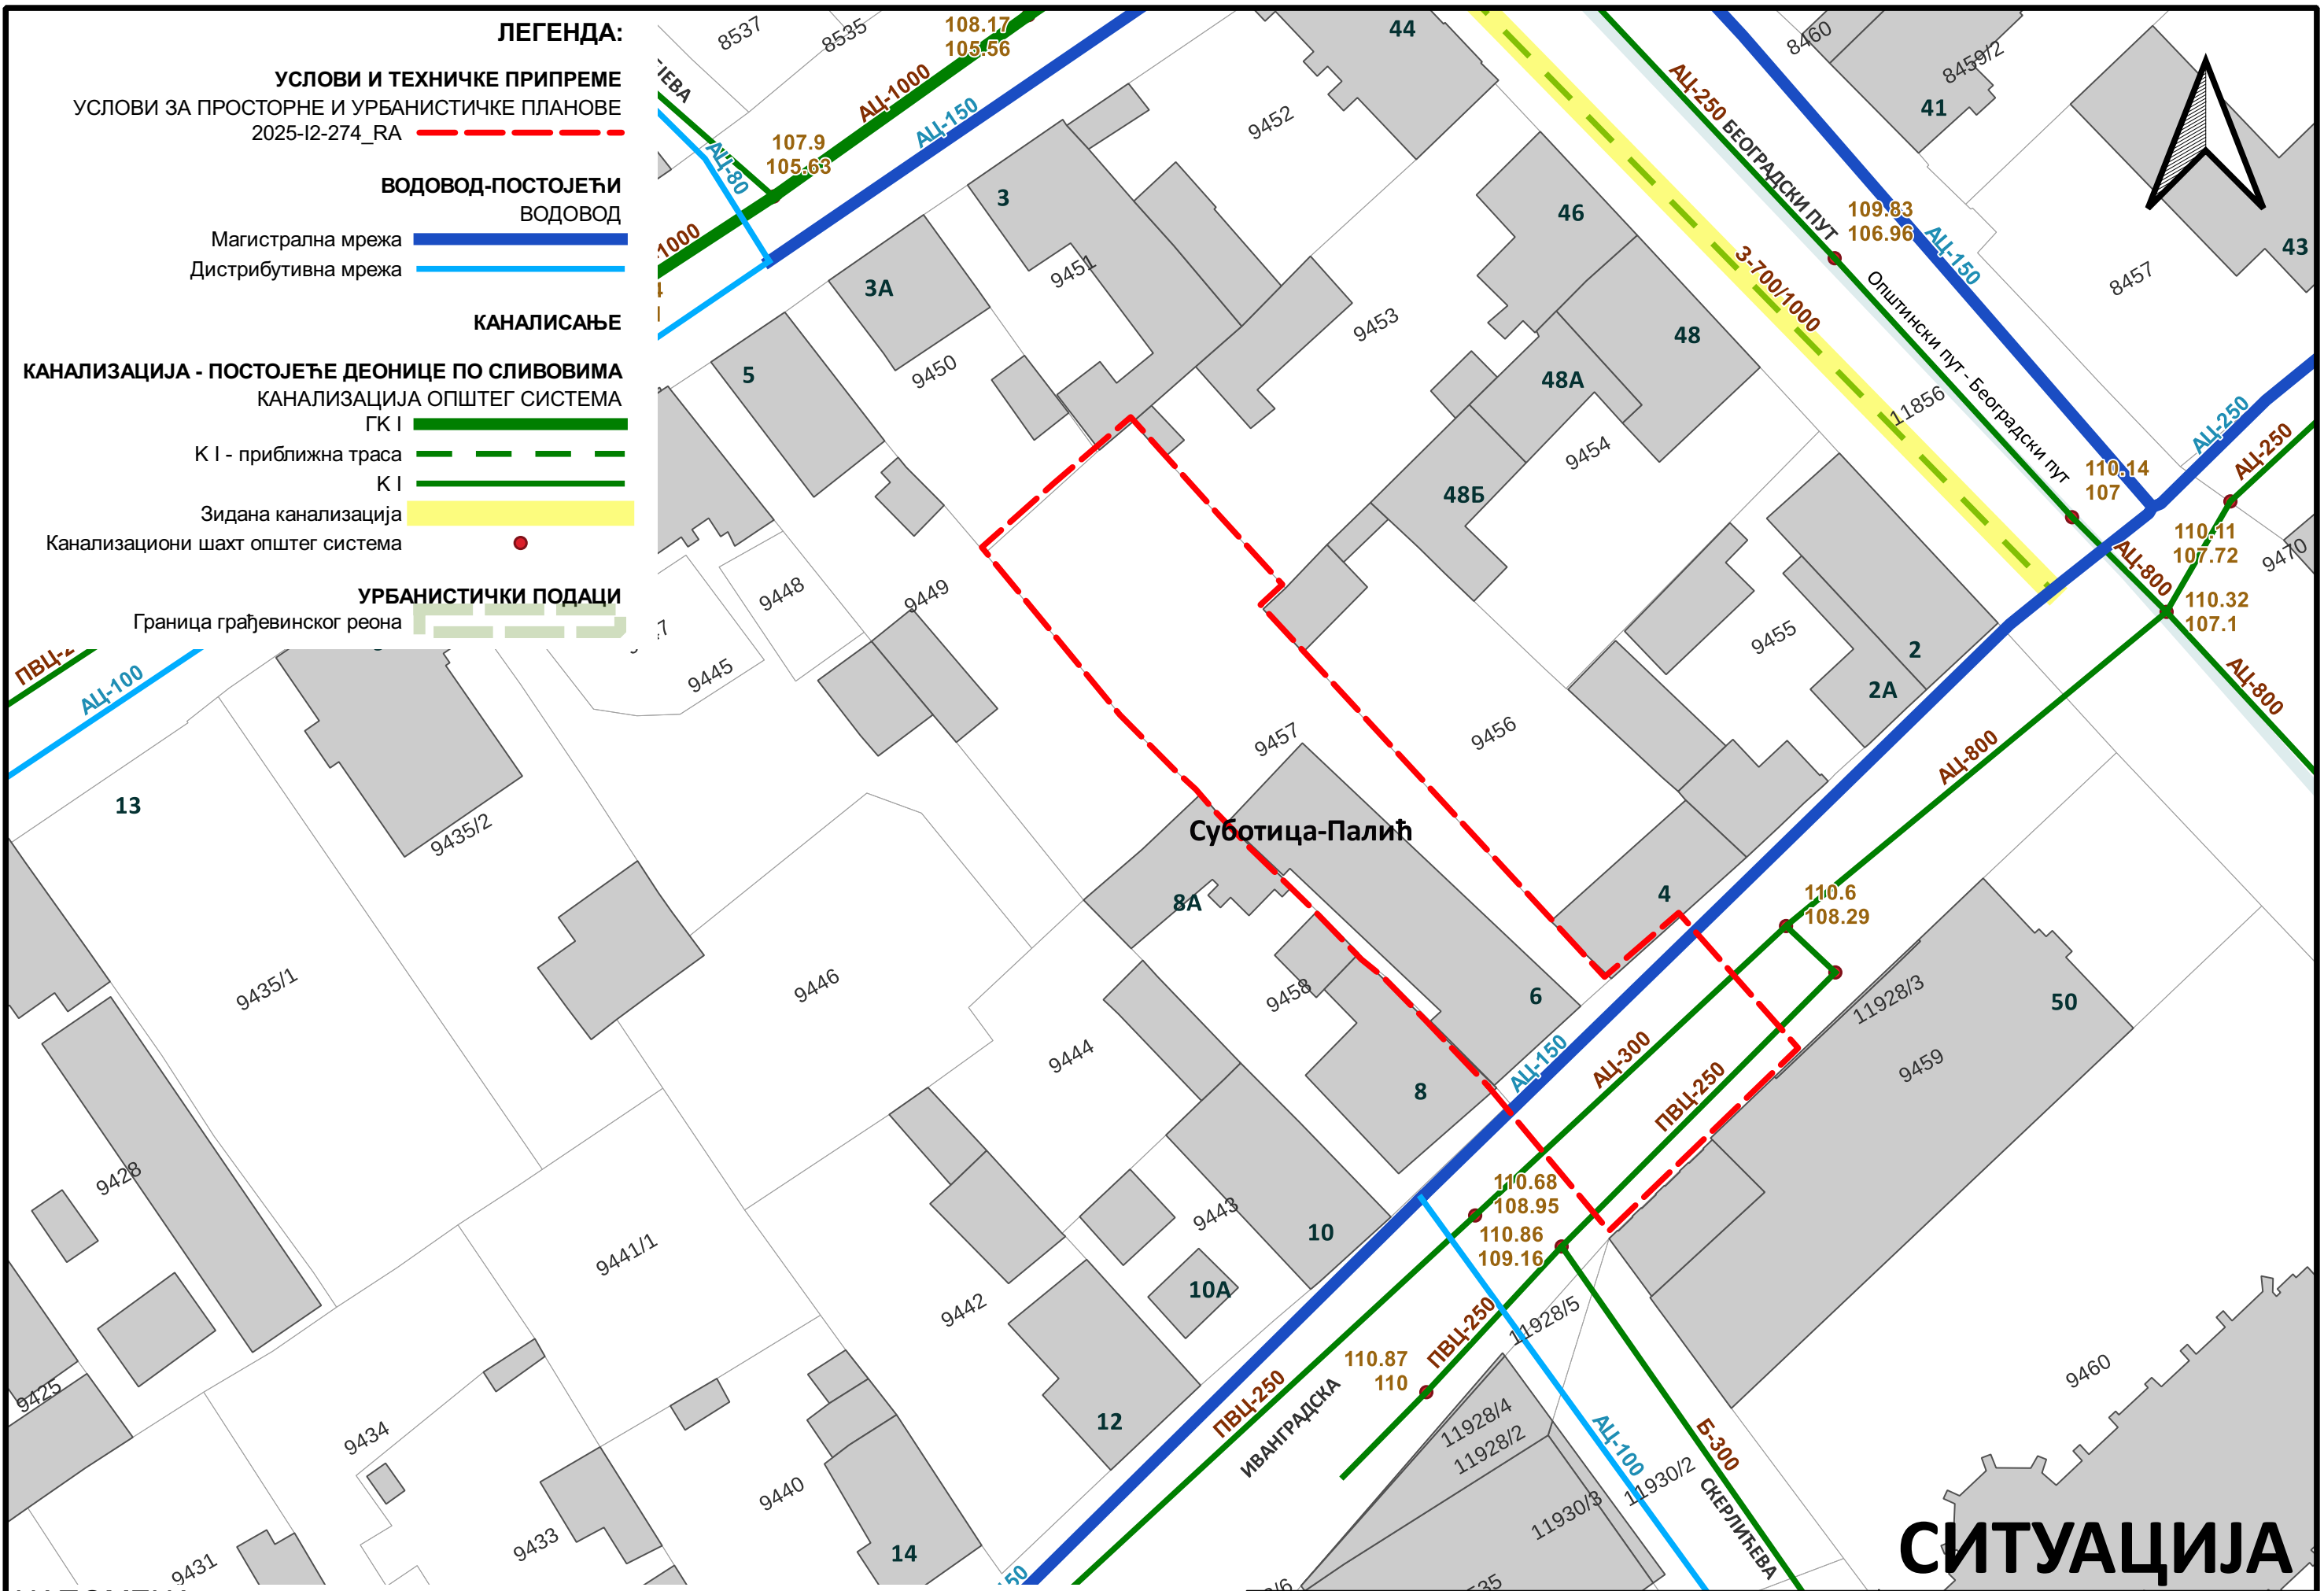 ЛЕГЕНДА:
УСЛОВИ И ТЕХНИЧКЕ ПРИПРЕМЕ
УСЛОВИ ЗА ПРОСТОРНЕ И УРБАНИСТИЧКЕ ПЛАНОВЕ
2025-I2-274_RA
ВОДОВОД-ПОСТОЈЕЋИ
ВОДОВОД
Магистрална мрежа
Дистрибутивна мрежа
КАНАЛИСАЊЕ
КАНАЛИЗАЦИЈА - ПОСТОЈЕЋЕ ДЕОНИЦЕ ПО СЛИВОВИМА
КАНАЛИЗАЦИЈА ОПШТЕГ СИСТЕМА
ГК I
К I - приближна траса
К I
Зидана канализација
Канализациони шахт општег система
УРБАНИСТИЧКИ ПОДАЦИ
Граница грађевинског реона
8537
8535
108.17
105.56
АЦ-1000
АЦ-150
107.9
105.63
АЦ-80
44
9452
3
9451
3А
9450
5
46
9453
48
48А
48Б
9454
АЦ-250
БЕОГРАДСКИ ПУТ
8460
8459/2
41
109.83
106.96
АЦ-150
43
8457
З-700/1000
Општински пут - Београдски пут
11856
110.14
107
АЦ-250
АЦ-250
110.11
107.72
9470
АЦ-800
110.32
107.1
АЦ-800
9448
9449
9445
9455
2
2А
АЦ-100
13
9435/2
9457
9456
АЦ-800
Суботица-Палић
8А
4
110.6
108.29
9435/1
9446
9458
6
11928/3
50
9444
АЦ-150
АЦ-300
ПВЦ-250
9459
8
9428
110.68
108.95
9443
10
110.86
109.16
9441/1
10А
9442
11928/5
ПВЦ-250
110.87
110
9460
9425
12
ПВЦ-250
ИВАНГРАДСКА
11928/4
11928/2
АЦ-100
Б-300
9434
9440
11930/2
11930/3
СКЕРЛИЋЕВА
9433
14
9431
СИТУАЦИЈА